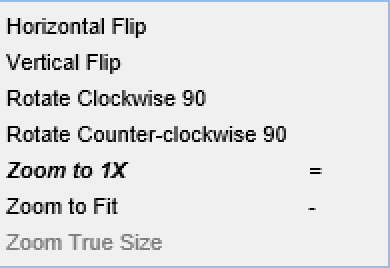 Horizontal Flip
Vertical Flip
Rotate Clockwise 90
Rotate Counter-clockwise 90
Zoom to 1X =
Zoom to Fit -
Zoom True Size